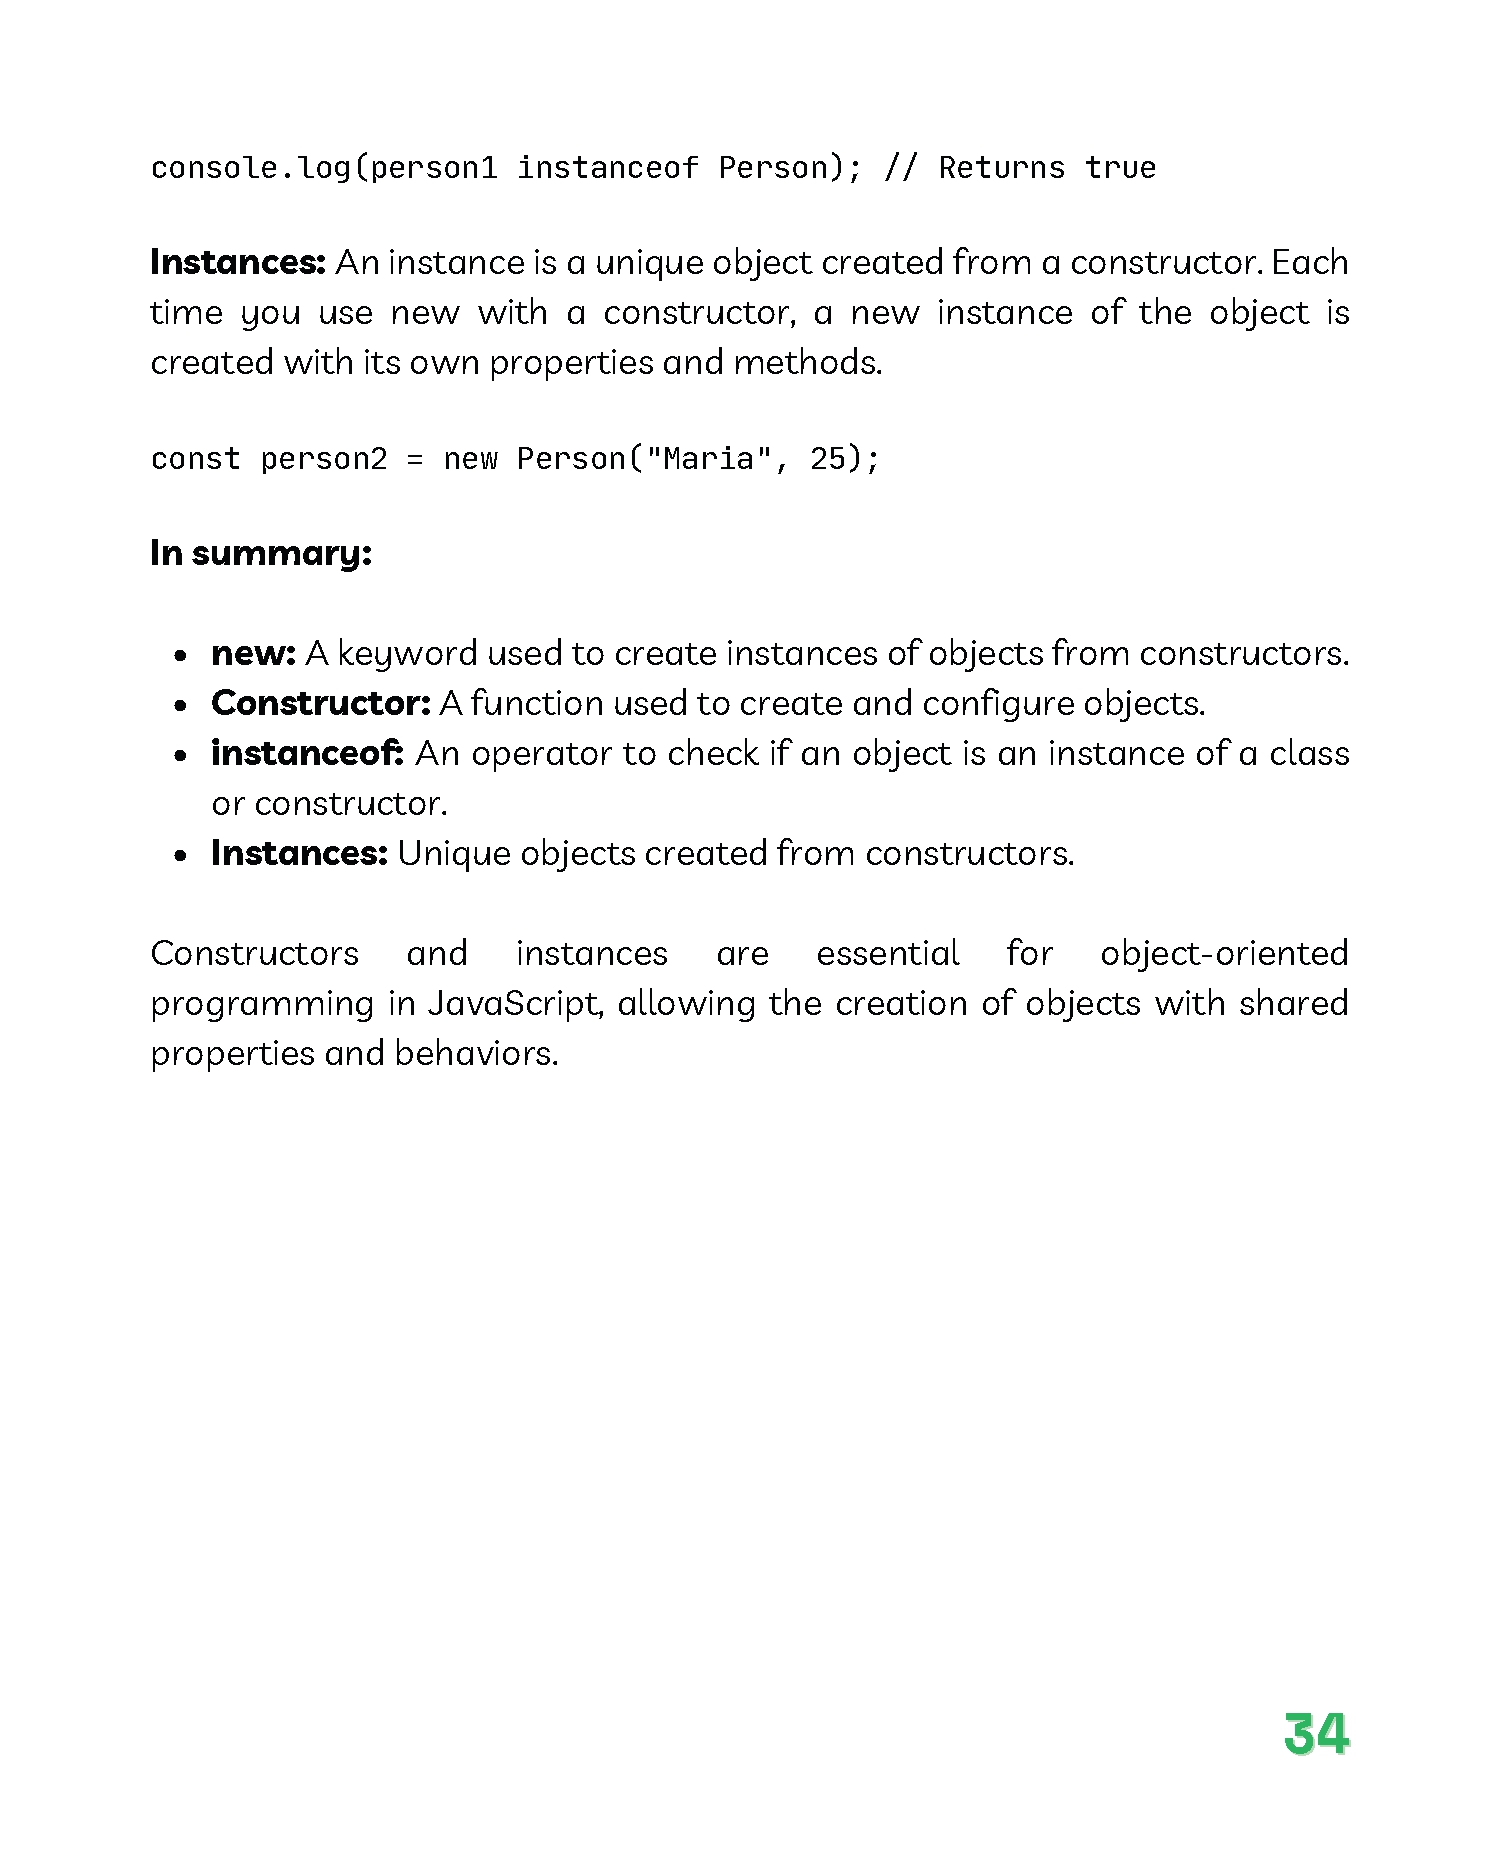 console.log(person1 instanceof Person); // Returns true
Instances: An instance is a unique object created from a constructor. Each
time you use new with a constructor, a new instance of the object is
created with its own properties and methods.
const person2 = new Person("Maria", 25);
In summary:
• new: A keyword used to create instances of objects from constructors.
• Constructor: A function used to create and configure objects.
• instanceof: An operator to check if an object is an instance of a class
or constructor.
• Instances: Unique objects created from constructors.
Constructors and instances are essential for object-oriented
programming in JavaScript, allowing the creation of objects with shared
properties and behaviors.
34